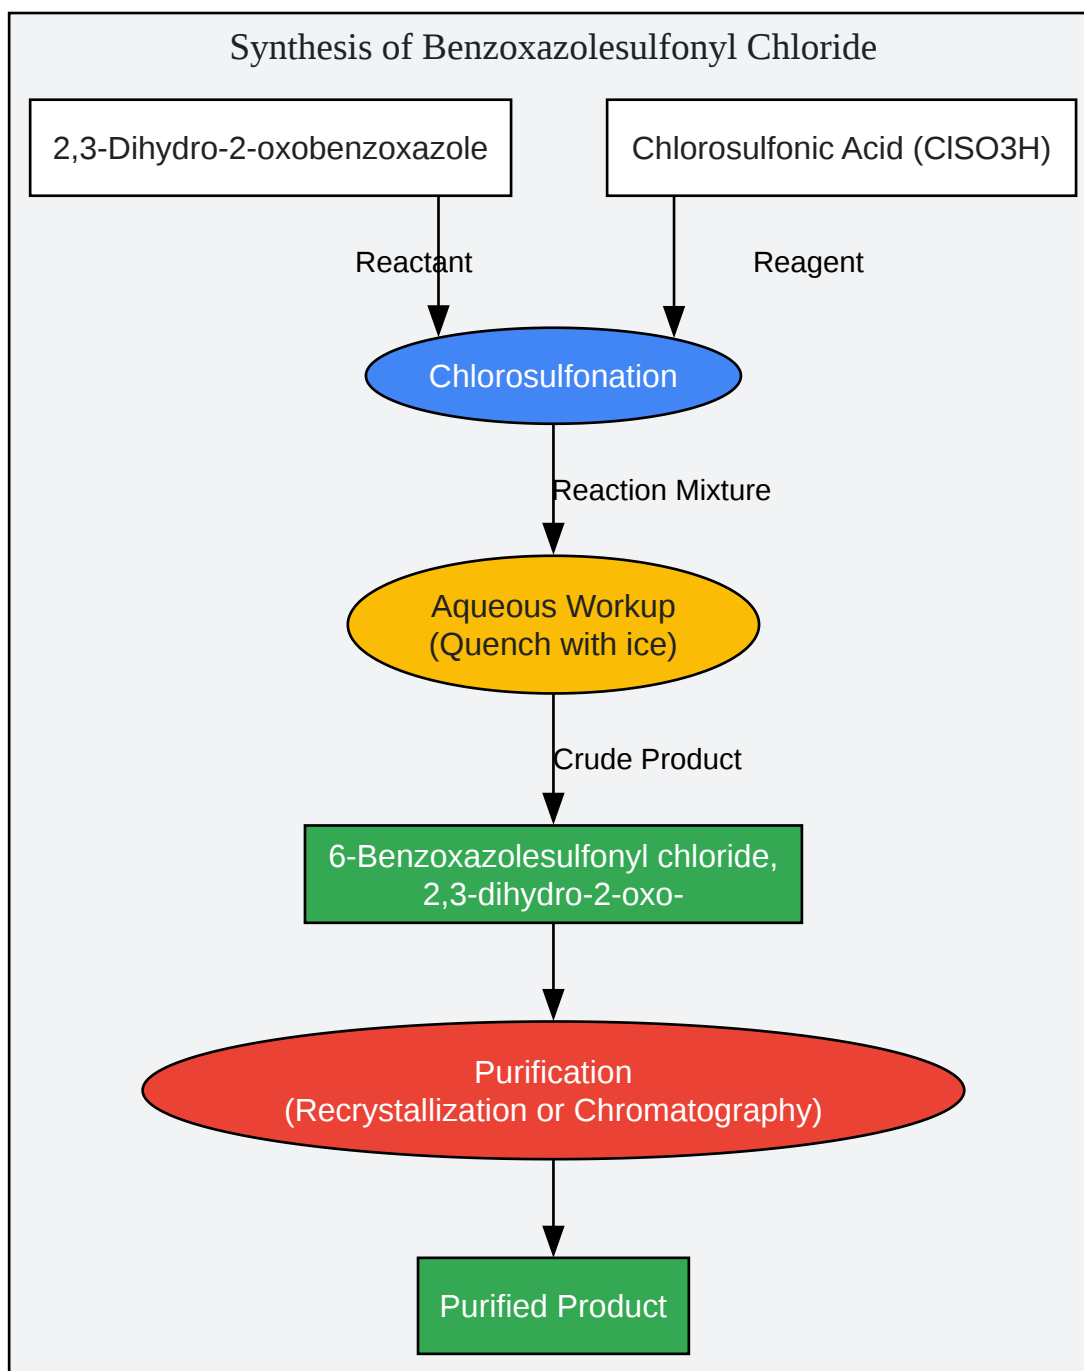 Synthesis of Benzoxazolesulfonyl Chloride
2,3-Dihydro-2-oxobenzoxazole
Chlorosulfonic Acid (ClSO3H)
Reactant
Reagent
Chlorosulfonation
Reaction Mixture
Aqueous Workup
(Quench with ice)
Crude Product
6-Benzoxazolesulfonyl chloride,
2,3-dihydro-2-oxo-
Purification
(Recrystallization or Chromatography)
Purified Product